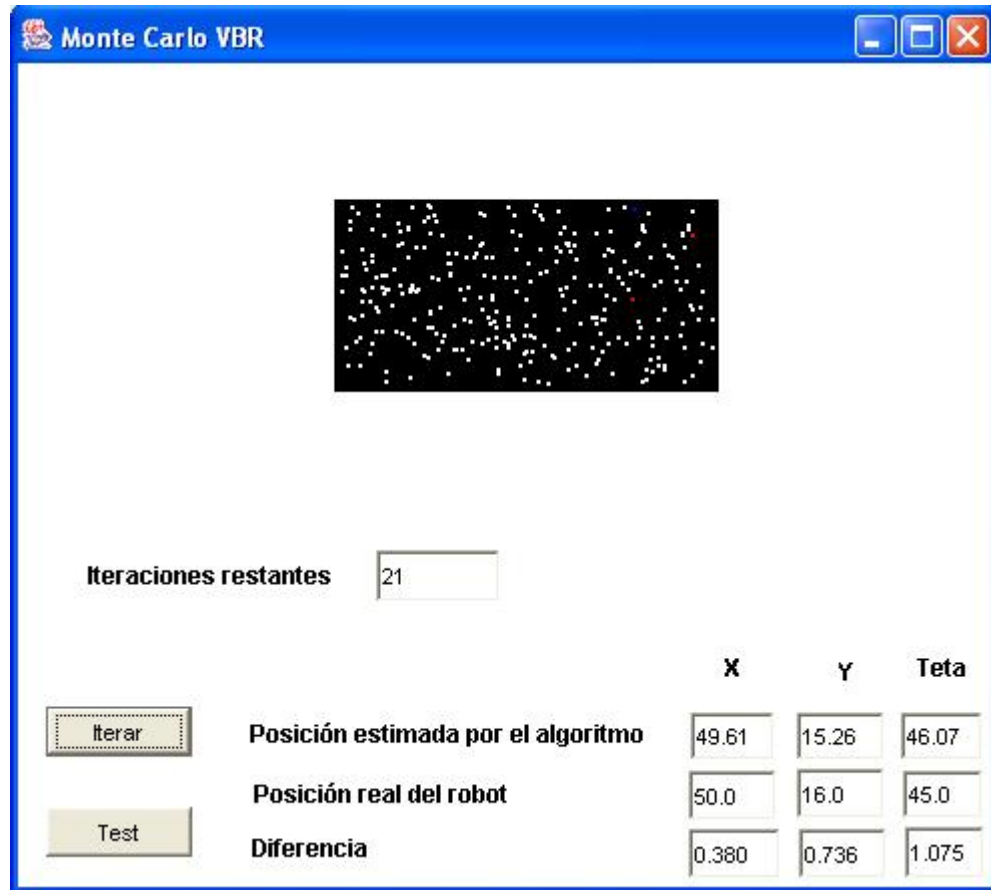 Monte Carlo VBR
Iteraciones restantes 21
X Y Teta
Iterar Posición estimada por el algoritmo 49.61 15.26 46.07
Posición real del robot 50.0 16.0 45.0
Test
Diferencia 0.380 0.736 1.075